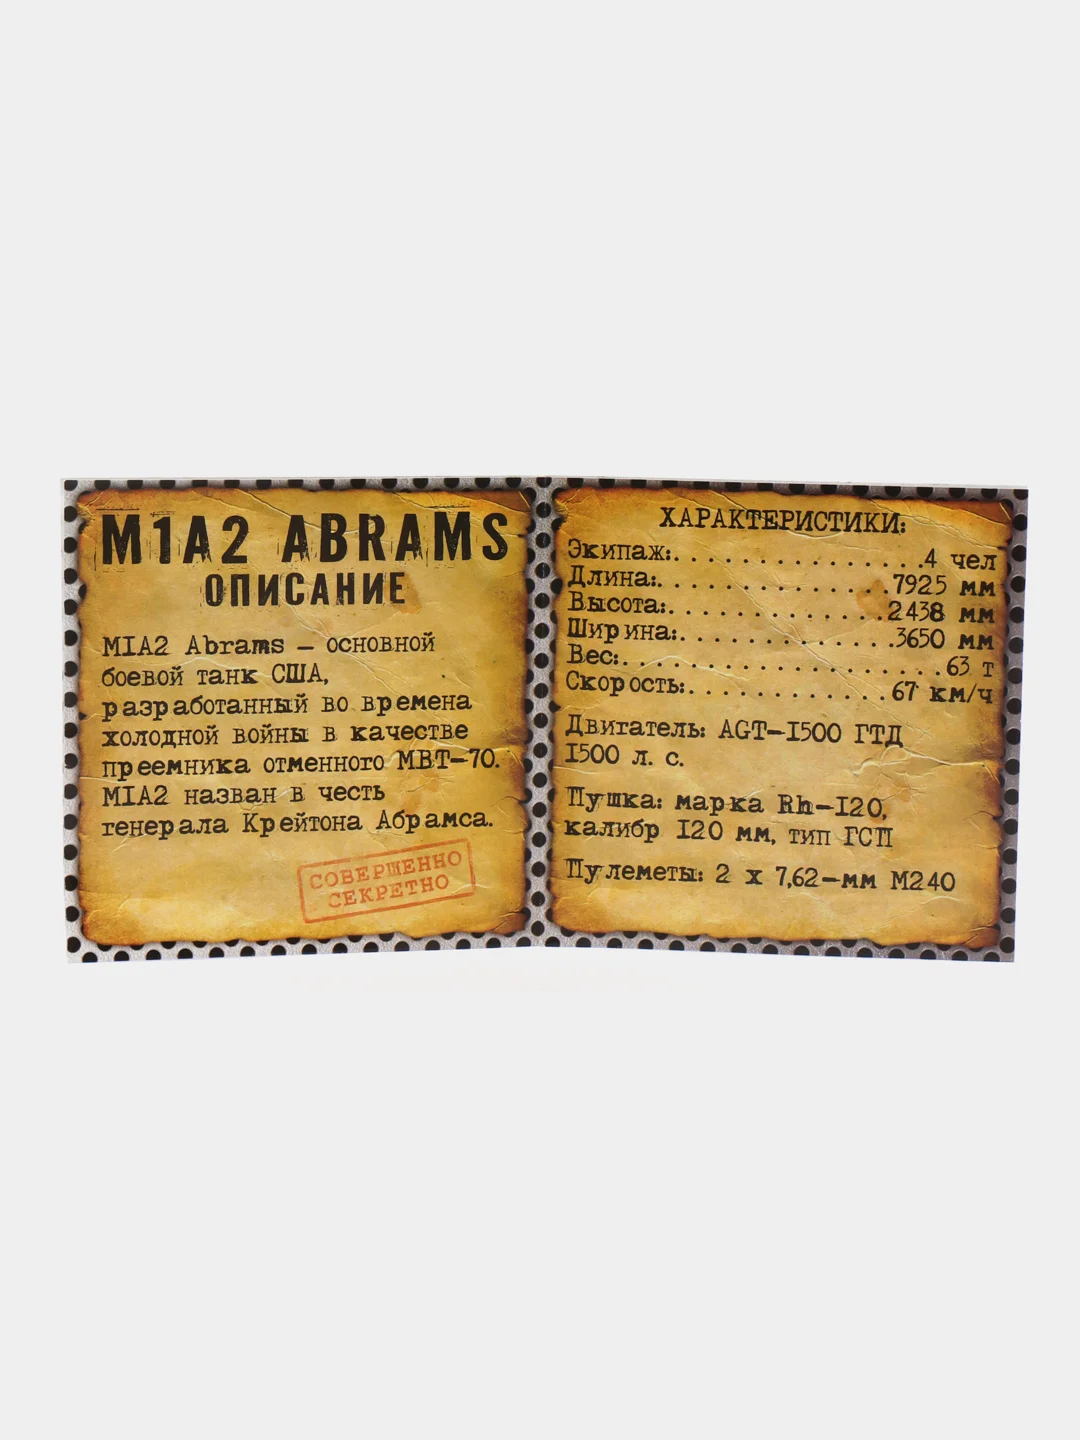 M1A2 ABRAMS
ОПИСАНИЕ
M1A2 Abrams – основной
боевой танк США,
разработанный во времена
холодной войны в качестве
преемника отменного МВТ-70.
M1A2 назван в честь
генерала Крейтона Абрамса.
СОВЕРШЕННО
СЕКРЕТНО
ХАРАКТЕРИСТИКИ:
Экипаж:................4 чел
Длина:..............7925 мм
Высота:.............2438 мм
Ширина:.............3650 мм
Вес:....................63 т
Скорость:............67 км/ч
Двигатель: AGT-1500 ГТД
1500 л. с.
Пушка: марка Rh-120,
калибр 120 мм, тип ГСП
Пулеметы: 2 х 7,62-мм М240